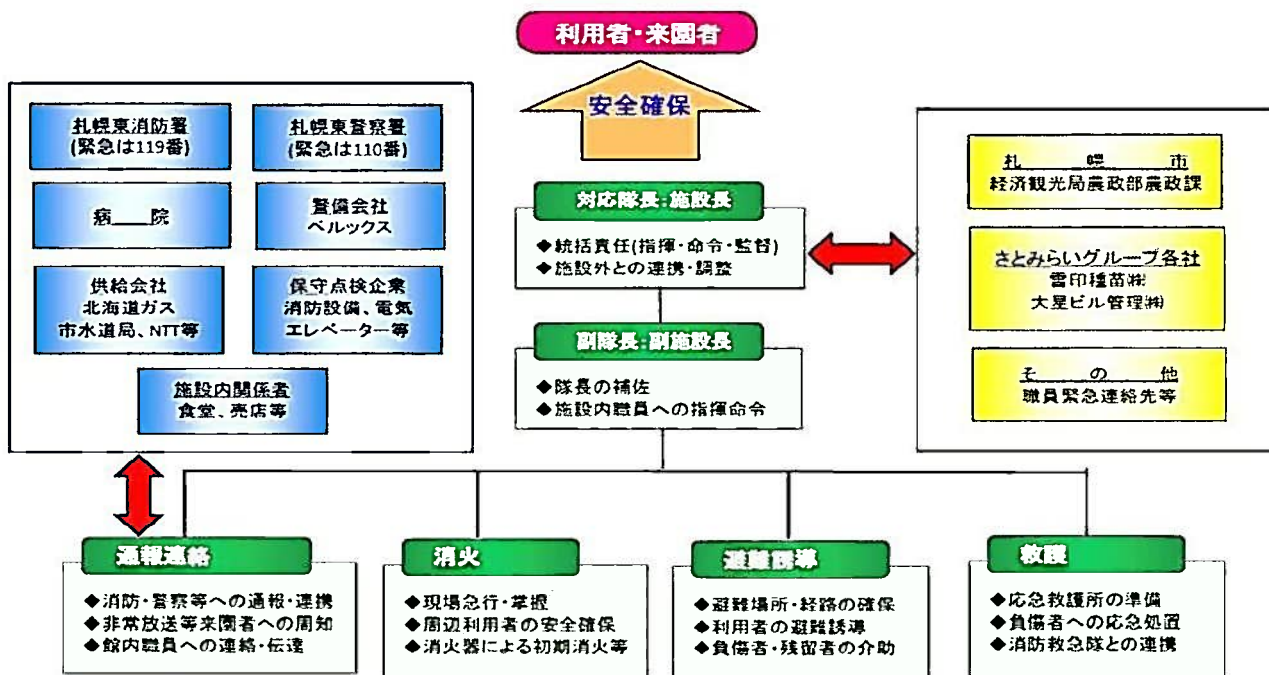 利用者・来園者
安全確保
札幌東消防署
(緊急は119番)
札幌東警察署
(緊急は110番)
病　院
警備会社
ベルックス
供給会社
北海道ガス
市水道局、NTT等
保守点検企業
消防設備、電気
エレベーター等
施設内関係者
食堂、売店等
対応隊長:施設長
◆統括責任(指揮・命令・監督)
◆施設外との連携・調整
副隊長:副施設長
◆隊長の補佐
◆施設内職員への指揮命令
札　幌　市
経済観光局農政部農政課
さとみらいグループ各社
雪印種苗㈱
大星ビル管理㈱
そ　の　他
職員緊急連絡先等
通報連絡
◆消防・警察等への通報・連携
◆非常放送等来園者への周知
◆館内職員への連絡・伝達
消火
◆現場急行・掌握
◆周辺利用者の安全確保
◆消火器による初期消火等
避難誘導
◆避難場所・経路の確保
◆利用者の避難誘導
◆負傷者・残留者の介助
救護
◆応急救護所の準備
◆負傷者への応急処置
◆消防救急隊との連携